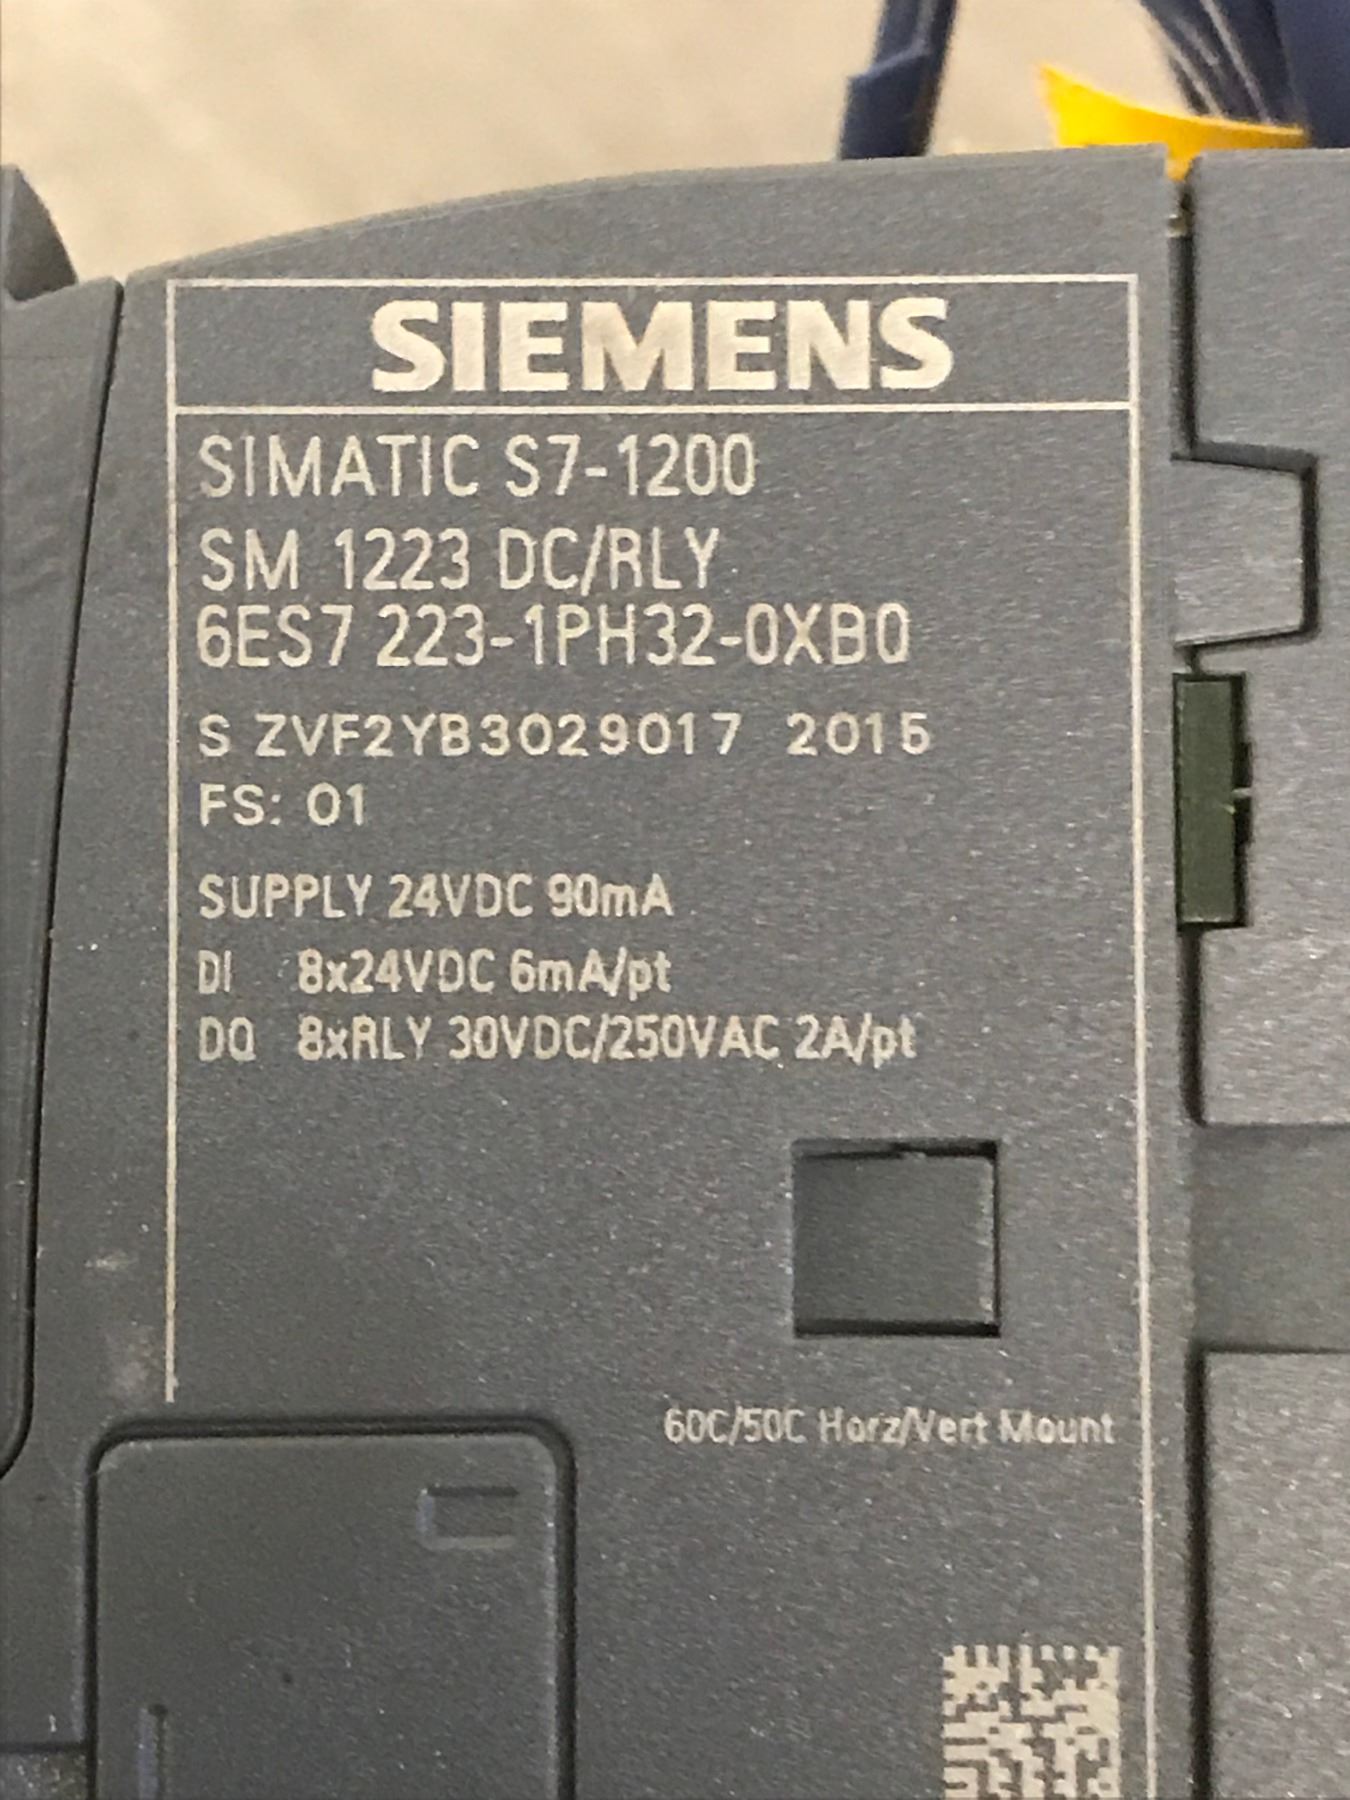 SIEMENS
SIMATIC S7-1200
SM 1223 DC/RLY
6ES7 223-1PH32-0XB0
S ZVF2YB3029017 2015
FS: 01
SUPPLY 24VDC 90mA
DI 8x24VDC 6mA/pt
DQ 8xRLY 30VDC/250VAC 2A/pt
60C/50C Horz/Vert Mount